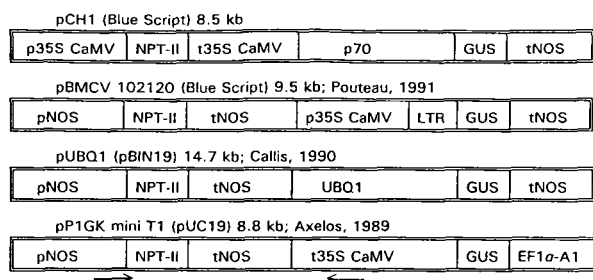 pCH1 (Blue Script) 8.5 kb
p35S CaMV NPT-II t35S CaMV p70 GUS tNOS
pBMCV 102120 (Blue Script) 9.5 kb; Pouteau, 1991
pNOS NPT-II tNOS p35S CaMV LTR GUS tNOS
pUBQ1 (pBIN19) 14.7 kb; Callis, 1990
pNOS NPT-II tNOS UBQ1 GUS tNOS
pP1GK mini T1 (pUC19) 8.8 kb; Axelos, 1989
pNOS NPT-II tNOS t35S CaMV GUS EF1α-A1